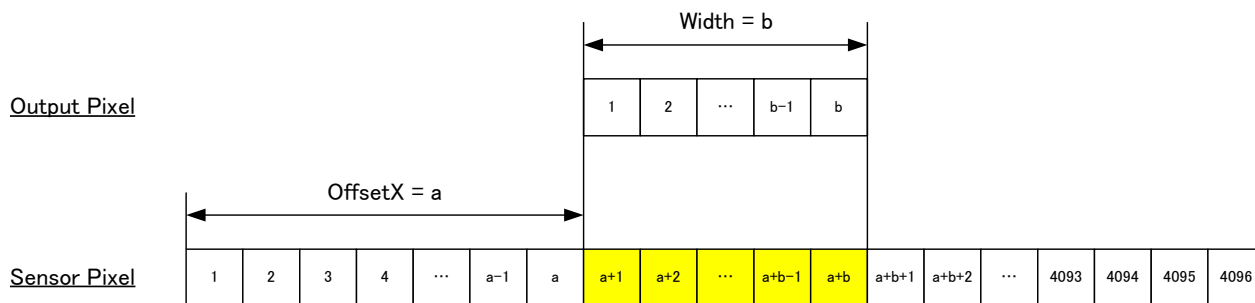 Width = b
Output Pixel
1 2 … b-1 b
OffsetX = a
Sensor Pixel
1 2 3 4 … a-1 a a+1 a+2 … a+b-1 a+b a+b+1 a+b+2 … 4093 4094 4095 4096